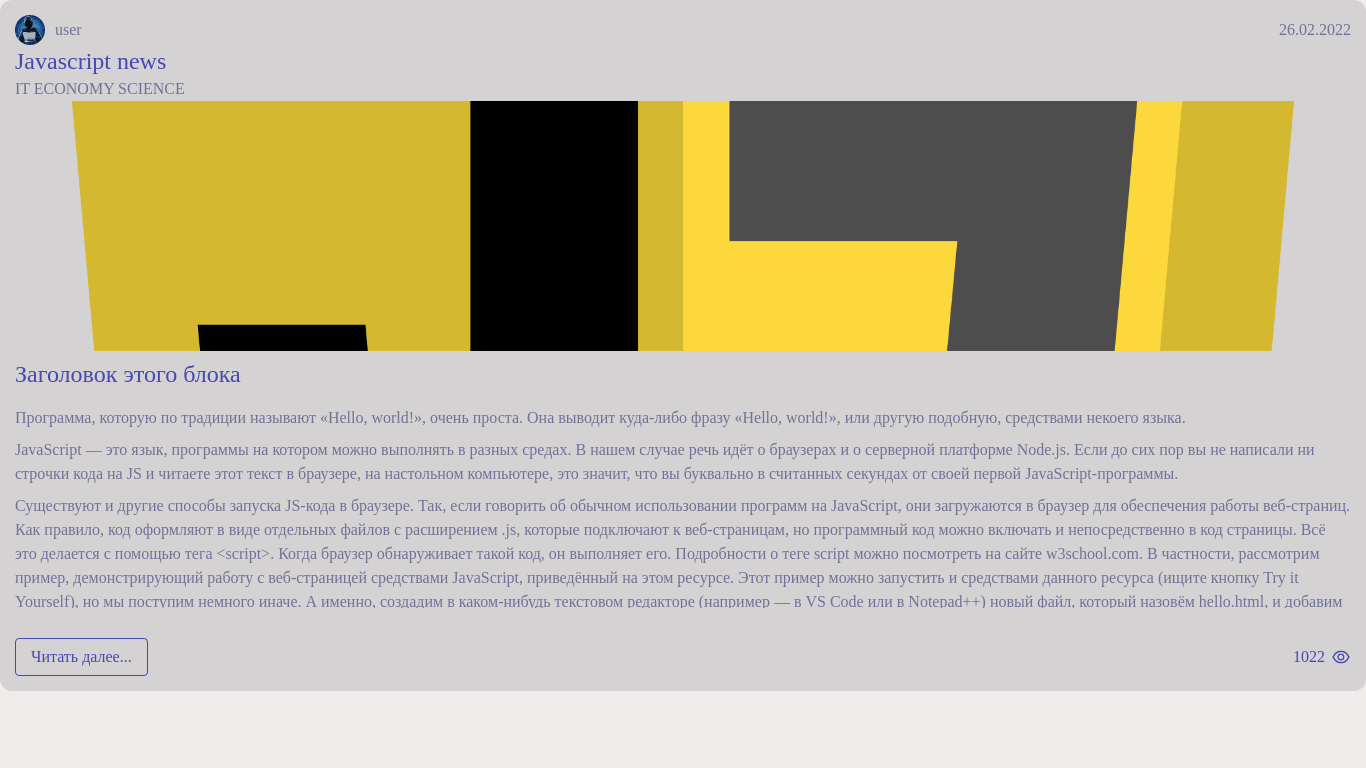 user
26.02.2022
Javascript news
IT ECONOMY SCIENCE
Заголовок этого блока
Программа, которую по традиции называют «Hello, world!», очень проста. Она выводит куда-либо фразу «Hello, world!», или другую подобную, средствами некоего языка.
JavaScript — это язык, программы на котором можно выполнять в разных средах. В нашем случае речь идёт о браузерах и о серверной платформе Node.js. Если до сих пор вы не написали ни
строчки кода на JS и читаете этот текст в браузере, на настольном компьютере, это значит, что вы буквально в считанных секундах от своей первой JavaScript-программы.
Существуют и другие способы запуска JS-кода в браузере. Так, если говорить об обычном использовании программ на JavaScript, они загружаются в браузер для обеспечения работы веб-страниц.
Как правило, код оформляют в виде отдельных файлов с расширением .js, которые подключают к веб-страницам, но программный код можно включать и непосредственно в код страницы. Всё
это делается с помощью тега <script>. Когда браузер обнаруживает такой код, он выполняет его. Подробности о теге script можно посмотреть на сайте w3school.com. В частности, рассмотрим
пример, демонстрирующий работу с веб-страницей средствами JavaScript, приведённый на этом ресурсе. Этот пример можно запустить и средствами данного ресурса (ищите кнопку Try it
Yourself), но мы поступим немного иначе. А именно, создадим в каком-нибудь текстовом редакторе (например — в VS Code или в Notepad++) новый файл, который назовём hello.html, и добавим
Читать далее...
1022